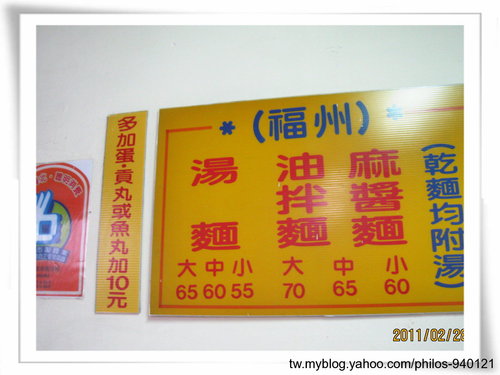 多加蛋·貢丸或魚丸加10元
*(福州)*
湯麵
大中小
65 60 55
油拌麵
麻醬麵
大 中 小
70 65 60
(乾麵均附湯)
2011/02/28
tw.myblog.yahoo.com/philos-940121